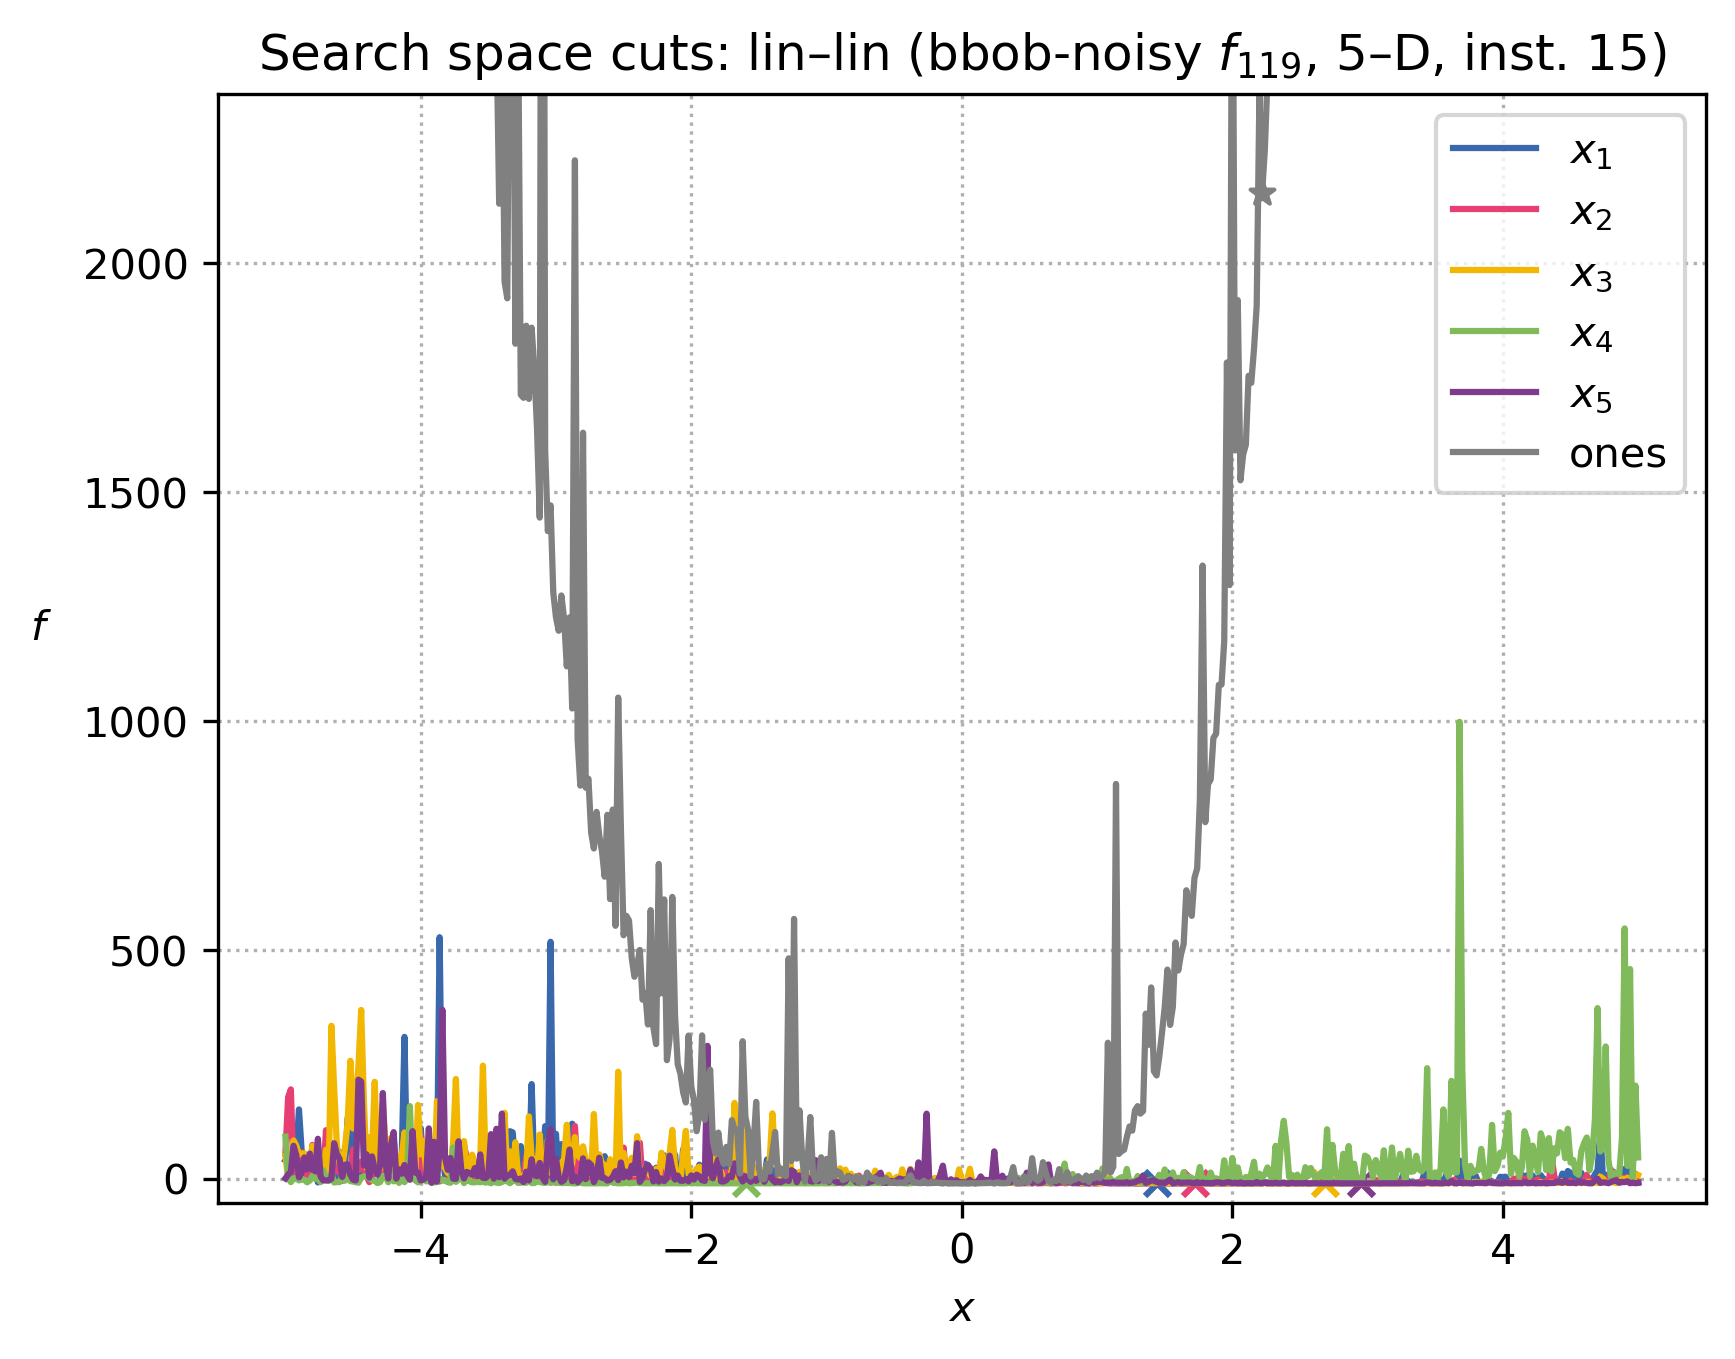 Search space cuts: lin–lin (bbob-noisy f₁₁₉, 5–D, inst. 15)
x₁
x₂
x₃
x₄
x₅
ones
2000
1500
1000
500
0
f
−4
−2
0
2
4
x